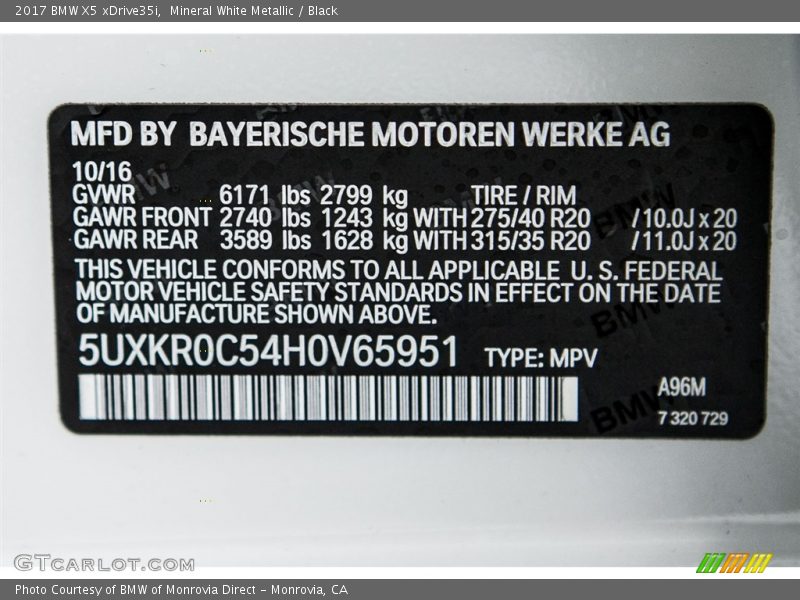 2017 BMW X5 xDrive35i,  Mineral White Metallic / Black
MFD BY BAYERISCHE MOTOREN WERKE AG
10/16
GVWR 6171 lbs 2799 kg TIRE / RIM
GAWR FRONT 2740 lbs 1243 kg WITH 275/40 R20 / 10.0J x 20
GAWR REAR 3589 lbs 1628 kg WITH 315/35 R20 / 11.0J x 20
THIS VEHICLE CONFORMS TO ALL APPLICABLE U. S. FEDERAL
MOTOR VEHICLE SAFETY STANDARDS IN EFFECT ON THE DATE
OF MANUFACTURE SHOWN ABOVE.
5UXKR0C54H0V65951 TYPE: MPV
A96M
7 320 729
GTCARLOT.COM
Photo Courtesy of BMW of Monrovia Direct - Monrovia, CA